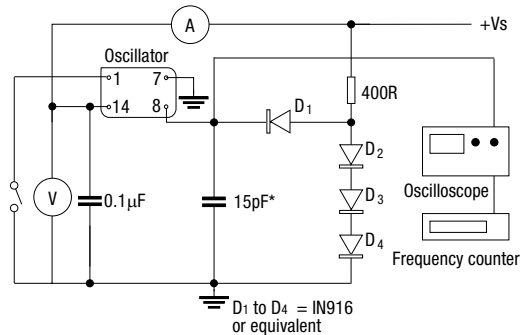 A
+Vs
Oscillator
1 7
14 8
400R
D1
D2
D3
D4
V
0.1µF
15pF*
Oscilloscope
Frequency counter
D1 to D4 = IN916
or equivalent